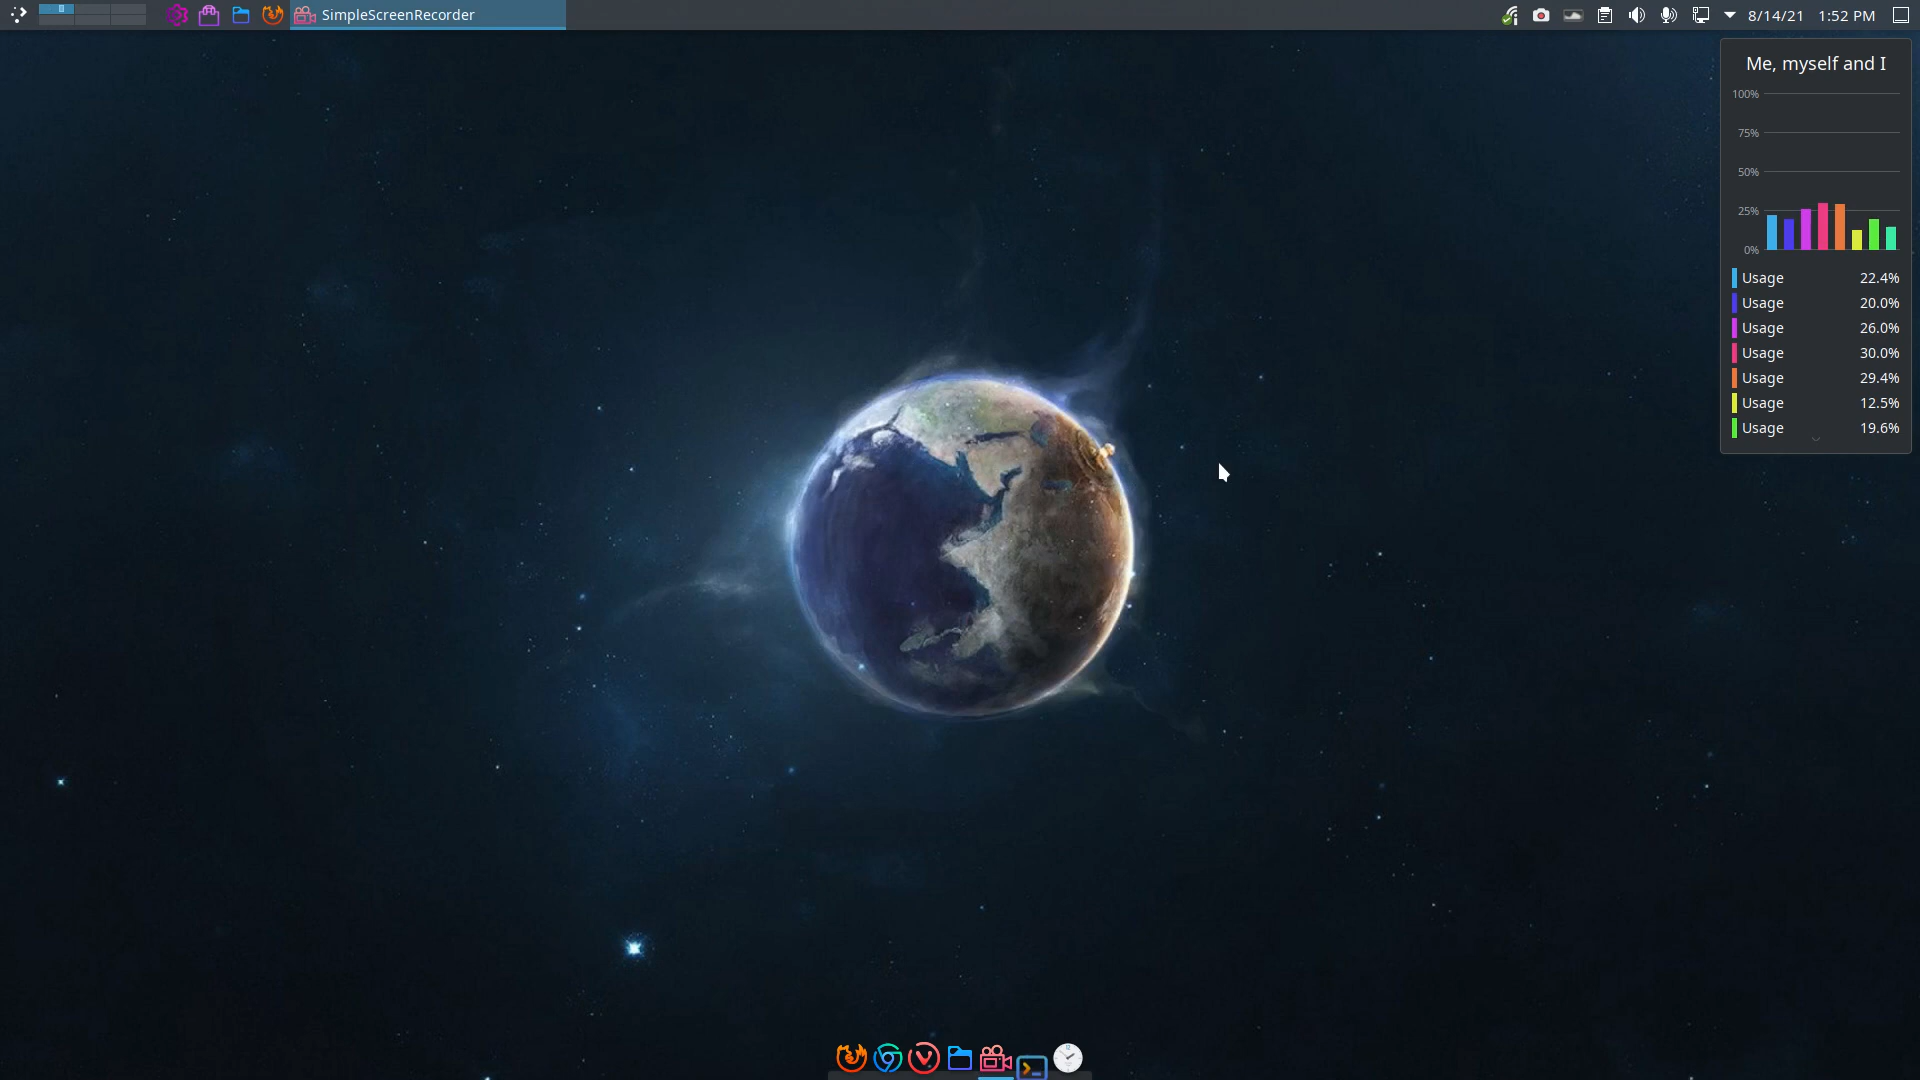 SimpleScreenRecorder
8/14/21 1:52 PM
Me, myself and I
100%
75%
50%
25%
0%
Usage 22.4%
Usage 20.0%
Usage 26.0%
Usage 30.0%
Usage 29.4%
Usage 12.5%
Usage 19.6%